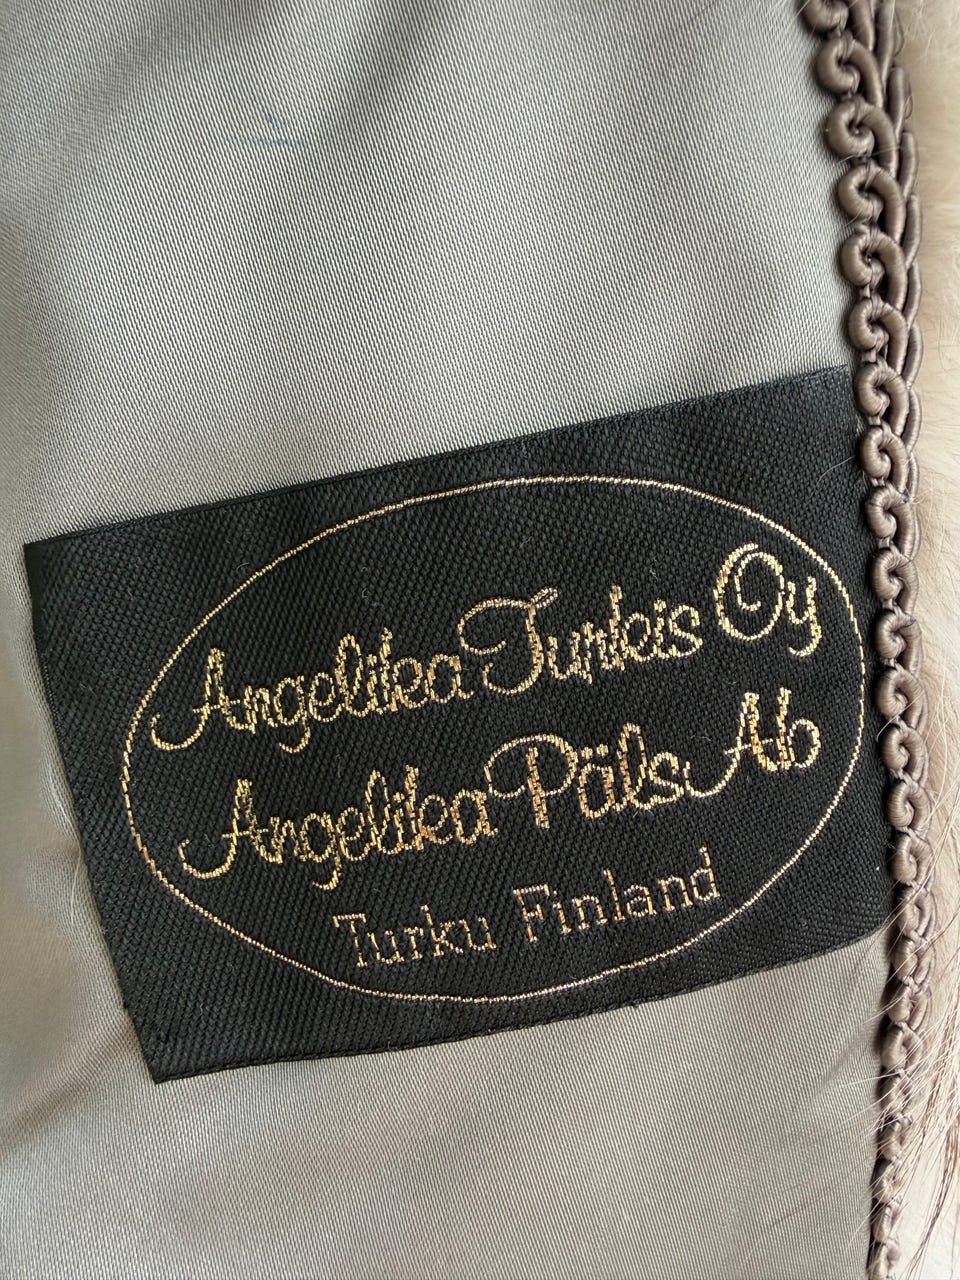 Angelika Turkis Oy
Angelika Päls Ab
Turku Finland